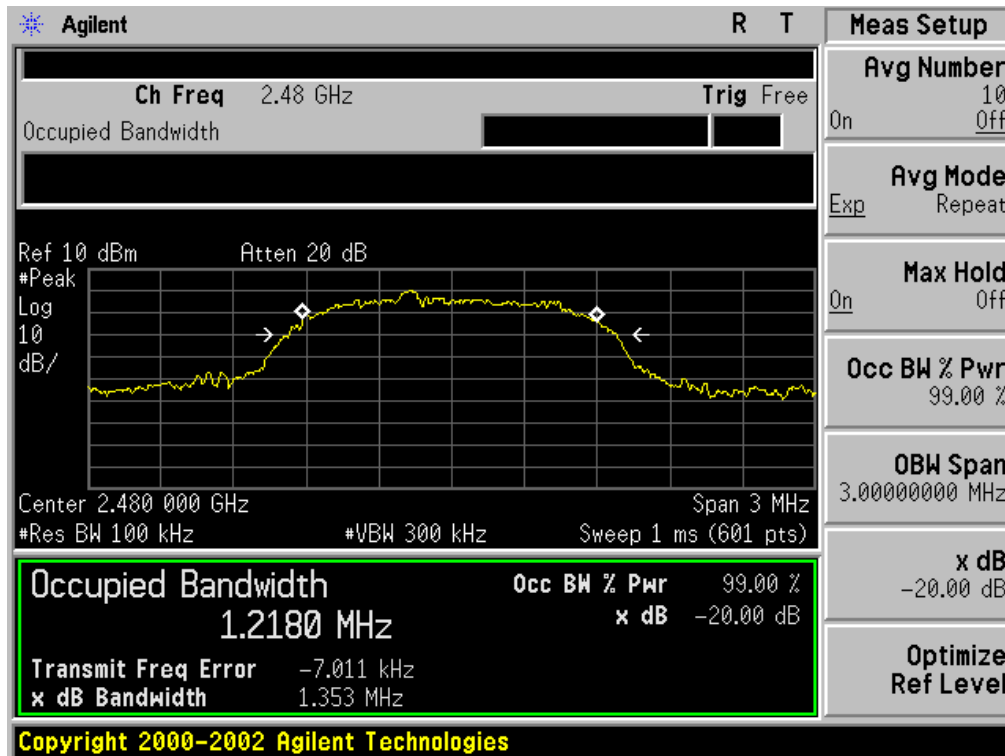 Agilent R T
Ch Freq 2.48 GHz Trig Free
Occupied Bandwidth
Ref 10 dBm Atten 20 dB
#Peak
Log
10
dB/
Center 2.480 000 GHz Span 3 MHz
#Res BW 100 kHz #VBW 300 kHz Sweep 1 ms (601 pts)
Occupied Bandwidth
1.2180 MHz
Occ BW % Pwr 99.00 %
x dB -20.00 dB
Transmit Freq Error -7.011 kHz
x dB Bandwidth 1.353 MHz
Copyright 2000-2002 Agilent Technologies
Meas Setup
Avg Number
10
On Off
Avg Mode
Exp Repeat
Max Hold
On Off
Occ BW % Pwr
99.00 %
OBW Span
3.00000000 MHz
x dB
-20.00 dB
Optimize
Ref Level